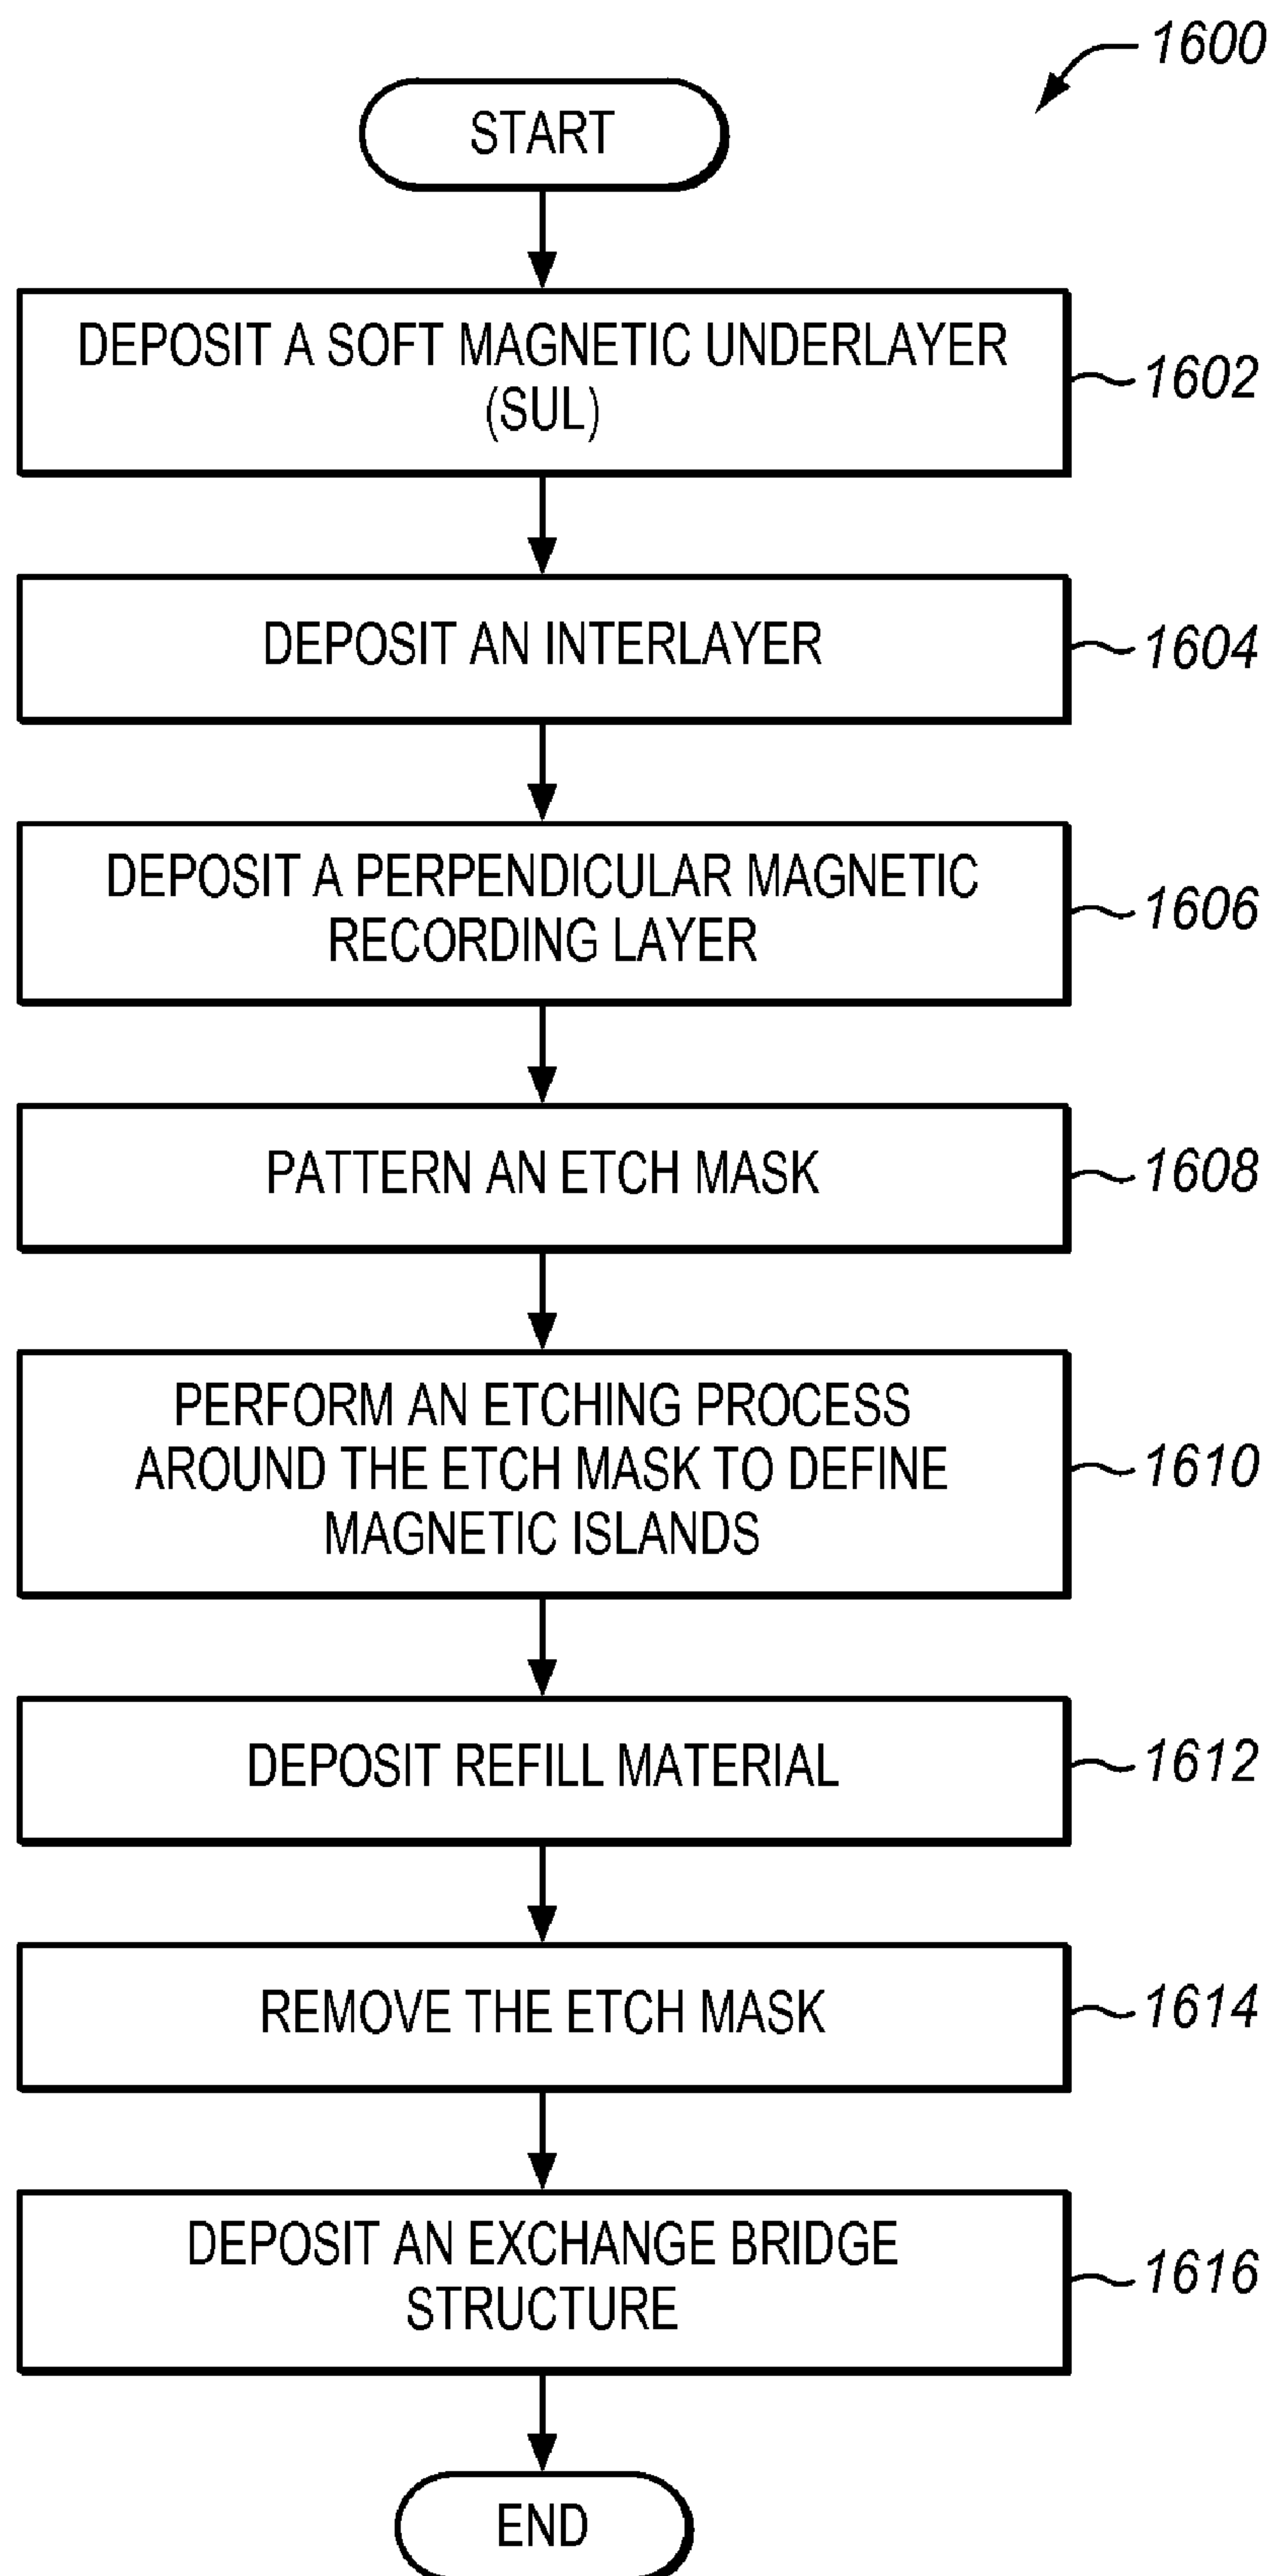 1600
START
DEPOSIT A SOFT MAGNETIC UNDERLAYER
(SUL)
1602
DEPOSIT AN INTERLAYER
1604
DEPOSIT A PERPENDICULAR MAGNETIC
RECORDING LAYER
1606
PATTERN AN ETCH MASK
1608
PERFORM AN ETCHING PROCESS
AROUND THE ETCH MASK TO DEFINE
MAGNETIC ISLANDS
1610
DEPOSIT REFILL MATERIAL
1612
REMOVE THE ETCH MASK
1614
DEPOSIT AN EXCHANGE BRIDGE
STRUCTURE
1616
END